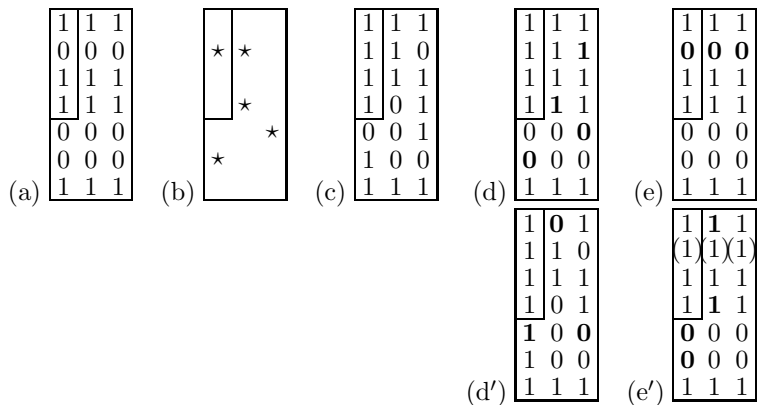 1 1 1 1 1 1 1 1 1 1 1 1
0 0 0 ⋆ ⋆ 1 1 0 1 1 1 0 0 0
1 1 1 1 1 1 1 1 1 1 1 1
1 1 1 ⋆ 1 0 1 1 1 1 1 1 1
0 0 0 ⋆ 0 0 1 0 0 0 0 0 0
0 0 0 ⋆ 1 0 0 0 0 0 0 0 0
(a) 1 1 1 (b) (c) 1 1 1 (d) 1 1 1 (e) 1 1 1
1 0 1 1 1 1
1 1 0 (1)(1)(1)
1 1 1 1 1 1
1 0 1 1 1 1
1 0 0 0 0 0
1 0 0 0 0 0
(d′) 1 1 1 (e′) 1 1 1